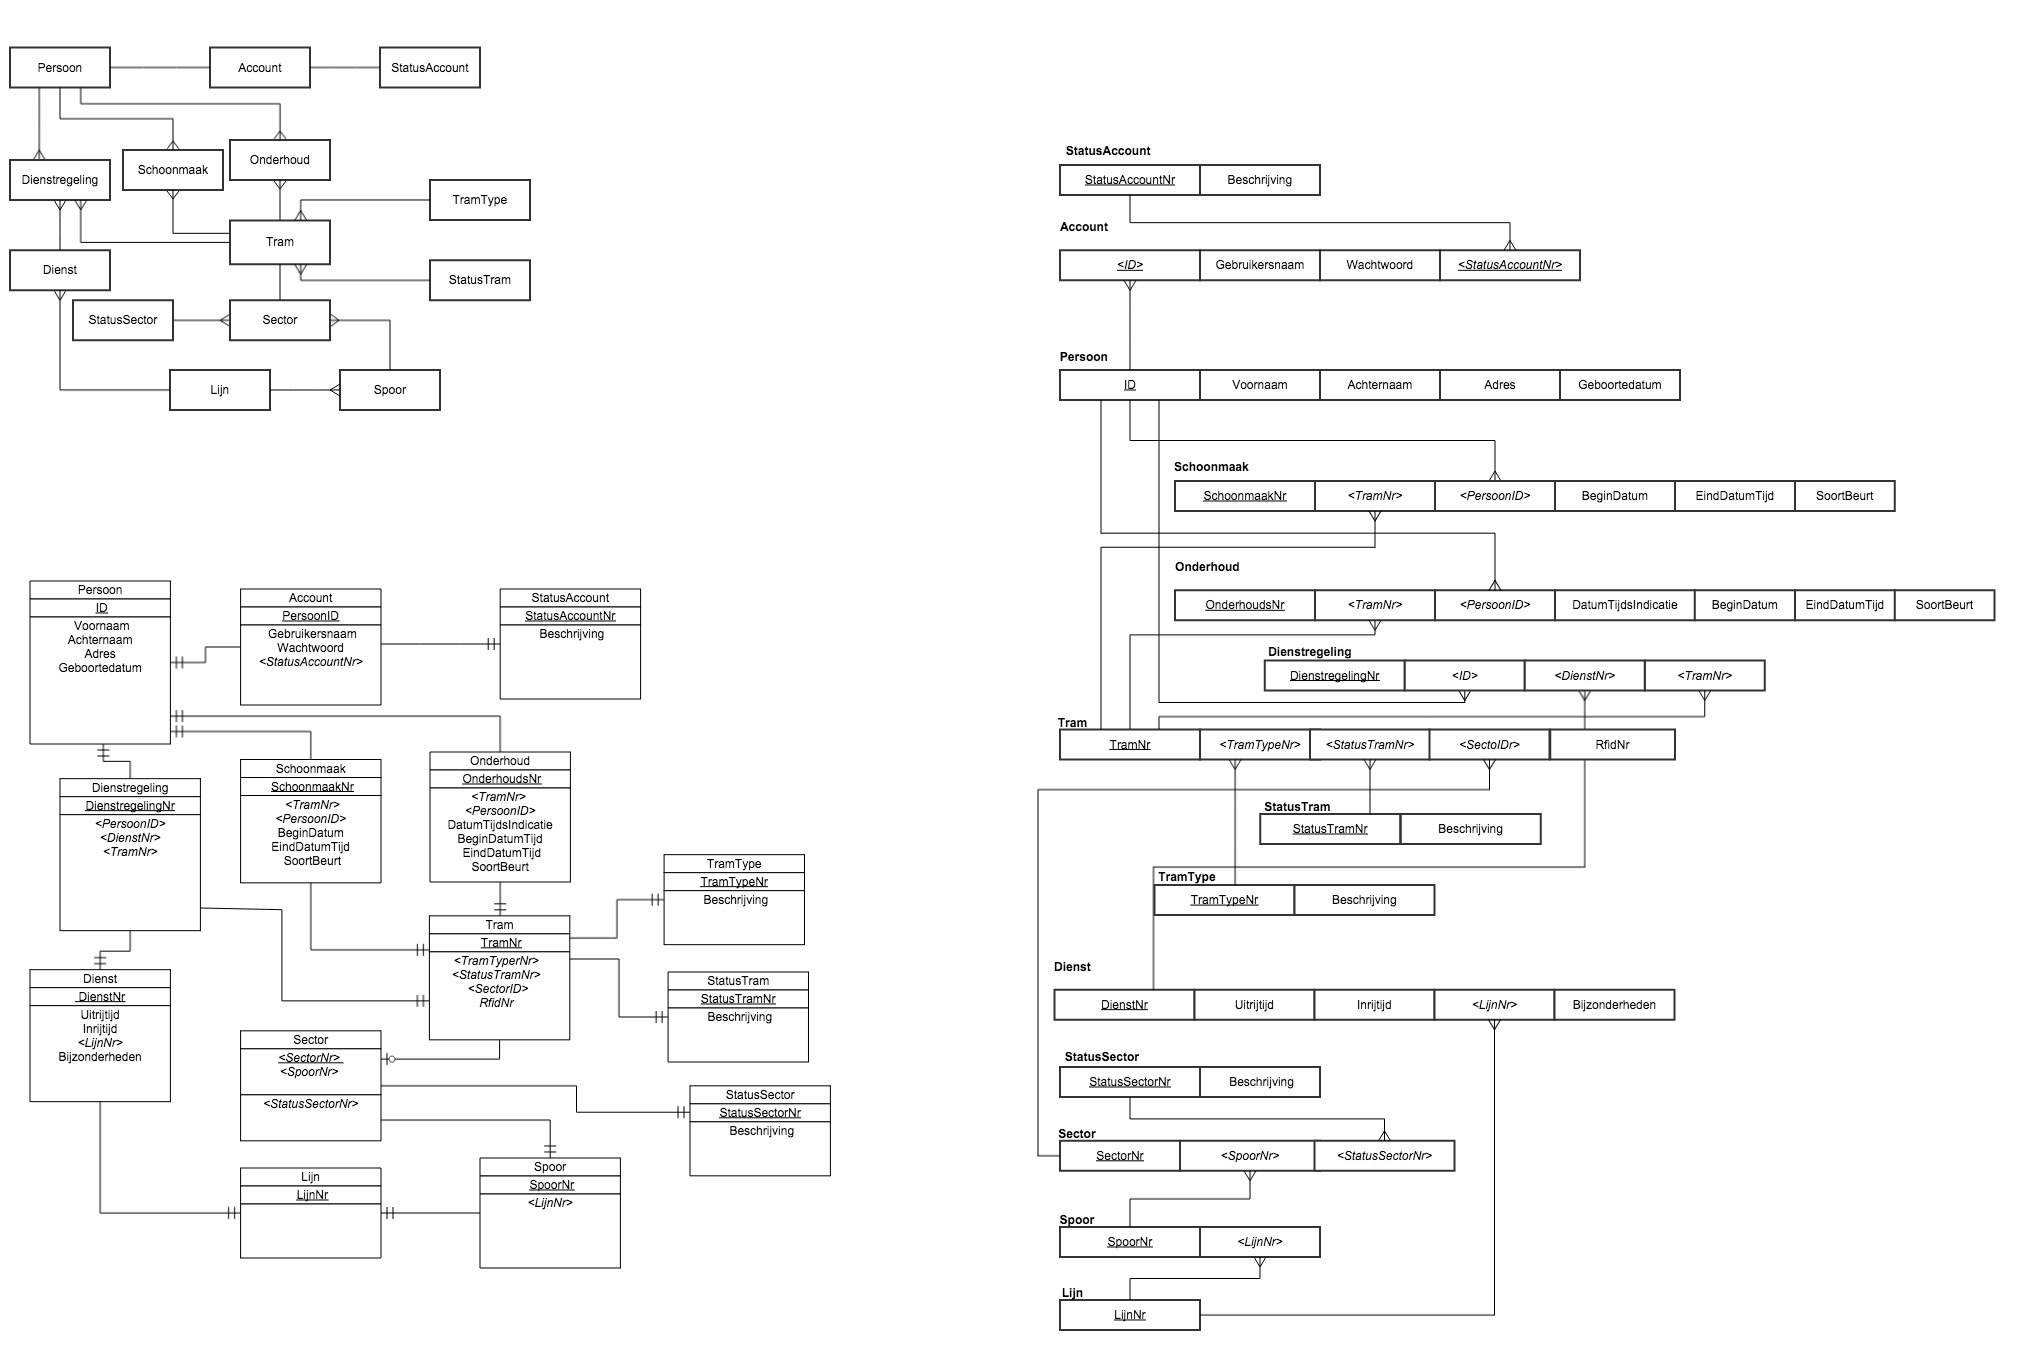 Persoon
Account
StatusAccount
Onderhoud
Schoonmaak
Dienstregeling
TramType
Tram
Dienst
StatusTram
StatusSector
Sector
Lijn
Spoor
Persoon
ID
Voornaam
Achternaam
Adres
Geboortedatum
Account
PersoonID
Gebruikersnaam
Wachtwoord
<StatusAccountNr>
StatusAccount
StatusAccountNr
Beschrijving
Dienstregeling
DienstregelingNr
<PersoonID>
<DienstNr>
<TramNr>
Schoonmaak
SchoonmaakNr
<TramNr>
<PersoonID>
BeginDatum
EindDatumTijd
SoortBeurt
Onderhoud
OnderhoudsNr
<TramNr>
<PersoonID>
DatumTijdsIndicatie
BeginDatumTijd
EindDatumTijd
SoortBeurt
TramType
TramTypeNr
Beschrijving
Tram
TramNr
<TramTyperNr>
<StatusTramNr>
<SectorID>
RfidNr
StatusTram
StatusTramNr
Beschrijving
Dienst
DienstNr
Uitrijtijd
Inrijtijd
<LijnNr>
Bijzonderheden
Sector
<SectorNr>
<SpoorNr>
<StatusSectorNr>
StatusSector
StatusSectorNr
Beschrijving
Lijn
LijnNr
Spoor
SpoorNr
<LijnNr>
StatusAccount
StatusAccountNr Beschrijving
Account
<ID> Gebruikersnaam Wachtwoord <StatusAccountNr>
Persoon
ID Voornaam Achternaam Adres Geboortedatum
Schoonmaak
SchoonmaakNr <TramNr> <PersoonID> BeginDatum EindDatumTijd SoortBeurt
Onderhoud
OnderhoudsNr <TramNr> <PersoonID> DatumTijdsIndicatie BeginDatum EindDatumTijd SoortBeurt
Dienstregeling
DienstregelingNr <ID> <DienstNr> <TramNr>
Tram
TramNr <TramTypeNr> <StatusTramNr> <SectoIDr> RfidNr
StatusTram
StatusTramNr Beschrijving
TramType
TramTypeNr Beschrijving
Dienst
DienstNr Uitrijtijd Inrijtijd <LijnNr> Bijzonderheden
StatusSector
StatusSectorNr Beschrijving
Sector
SectorNr <SpoorNr> <StatusSectorNr>
Spoor
SpoorNr <LijnNr>
Lijn
LijnNr